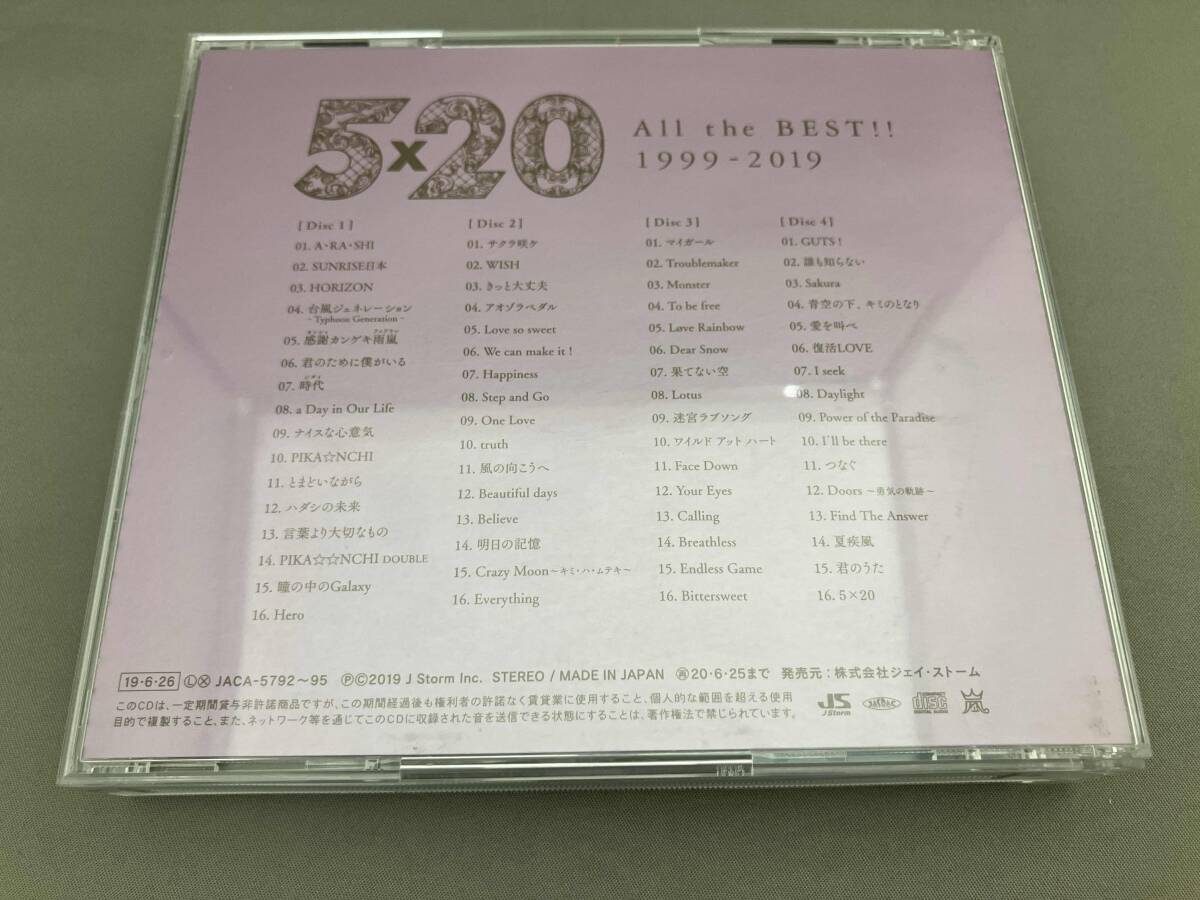 5×20
All the BEST!!
1999-2019
[Disc 1]
01. A・RA・SHI
02. SUNRISE日本
03. HORIZON
04. 台風ジェネレーション
- Typhoon Generation -
05. 感謝カンゲキ雨嵐
06. 君のために僕がいる
07. 時代
08. a Day in Our Life
09. ナイスな心意気
10. PIKA☆NCHI
11. とまどいながら
12. ハダシの未来
13. 言葉より大切なもの
14. PIKA☆☆NCHI DOUBLE
15. 瞳の中のGalaxy
16. Hero
[Disc 2]
01. サクラ咲ケ
02. WISH
03. きっと大丈夫
04. アオゾラペダル
05. Love so sweet
06. We can make it !
07. Happiness
08. Step and Go
09. One Love
10. truth
11. 風の向こうへ
12. Beautiful days
13. Believe
14. 明日の記憶
15. Crazy Moon～キミ・ハ・ムテキ～
16. Everything
[Disc 3]
01. マイガール
02. Troublemaker
03. Monster
04. To be free
05. Løve Rainbow
06. Dear Snow
07. 果てない空
08. Lotus
09. 迷宮ラブソング
10. ワイルド アット ハート
11. Face Down
12. Your Eyes
13. Calling
14. Breathless
15. Endless Game
16. Bittersweet
[Disc 4]
01. GUTS !
02. 誰も知らない
03. Sakura
04. 青空の下、キミのとなり
05. 愛を叫べ
06. 復活LOVE
07. I seek
08. Daylight
09. Power of the Paradise
10. I'll be there
11. つなぐ
12. Doors ～勇気の軌跡～
13. Find The Answer
14. 夏疾風
15. 君のうた
16. 5×20
19・6・26 ⓁⓍ JACA-5792～95 ℗©2019 J Storm Inc. STEREO / MADE IN JAPAN 再20・6・25まで 発売元：株式会社ジェイ・ストーム
このCDは、一定期間貸与非許諾商品ですが、この期間経過後も権利者の許諾なく賃貸業に使用すること、個人的な範囲を超える使用
目的で複製すること、また、ネットワーク等を通じてこのCDに収録された音を送信できる状態にすることは、著作権法で禁じられています。
JS
J Storm
disc
DIGITAL AUDIO
嵐